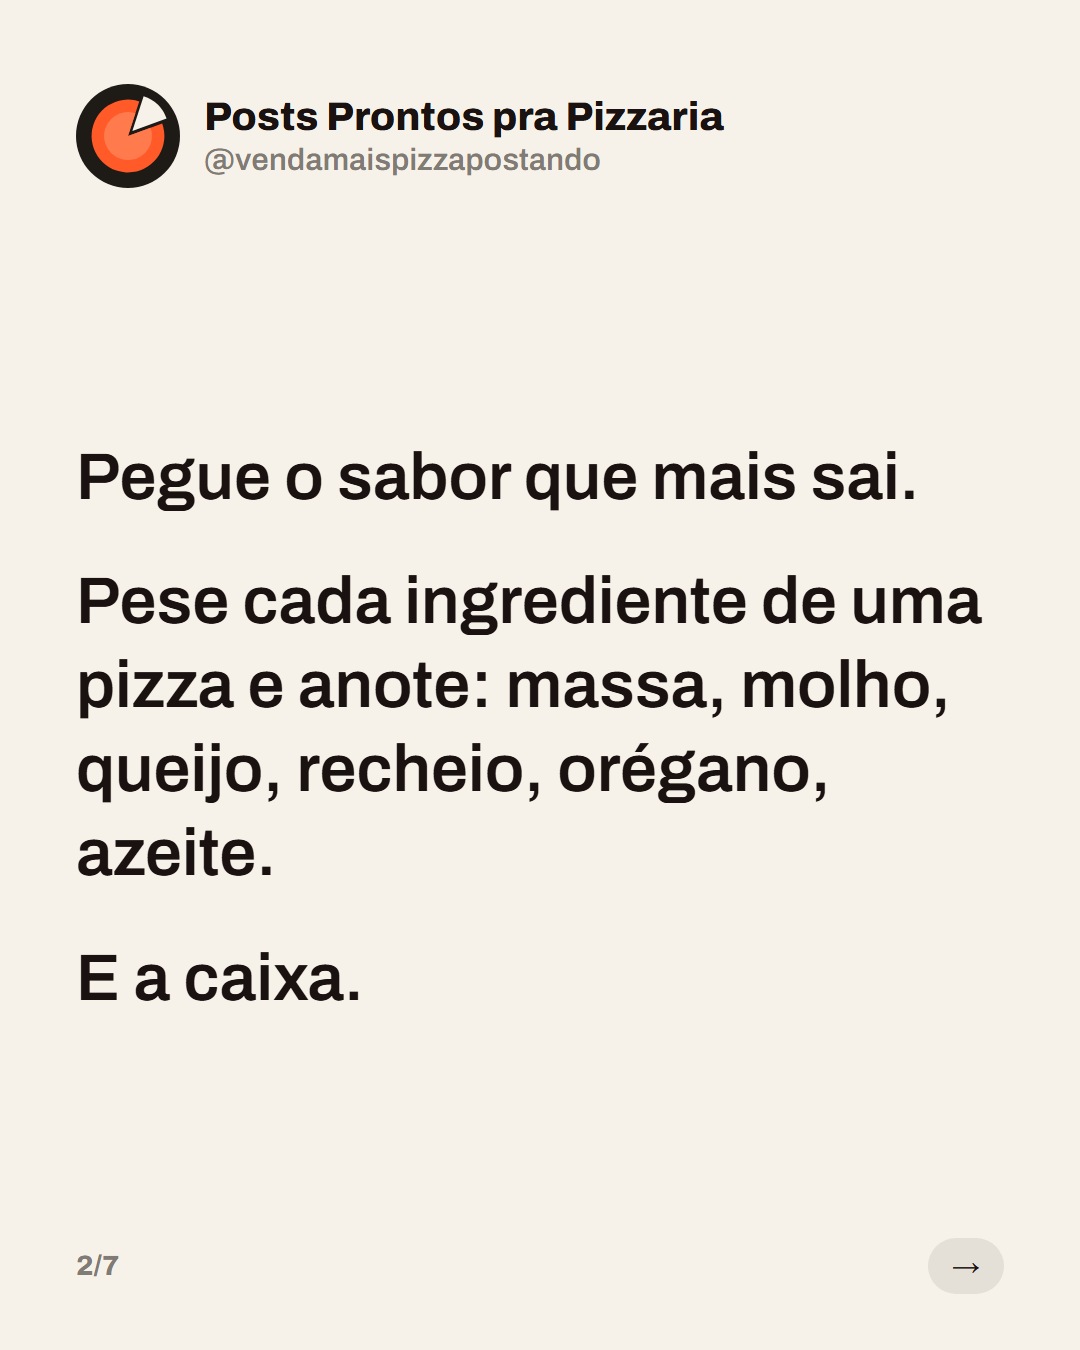 Posts Prontos pra Pizzaria
@vendamaispizzapostando
Pegue o sabor que mais sai.
Pese cada ingrediente de uma
pizza e anote: massa, molho,
queijo, recheio, orégano,
azeite.
E a caixa.
2/7
→